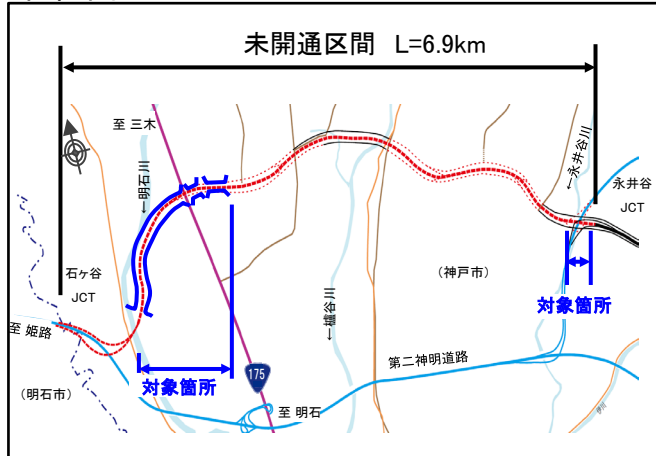 未開通区間 L=6.9km
至 三木
←明石川
←永井谷川
永井谷
JCT
石ヶ谷
JCT
(神戸市)
←櫨谷川
対象箇所
至 姫路
第二神明道路
175
対象箇所
(明石市)
至 明石